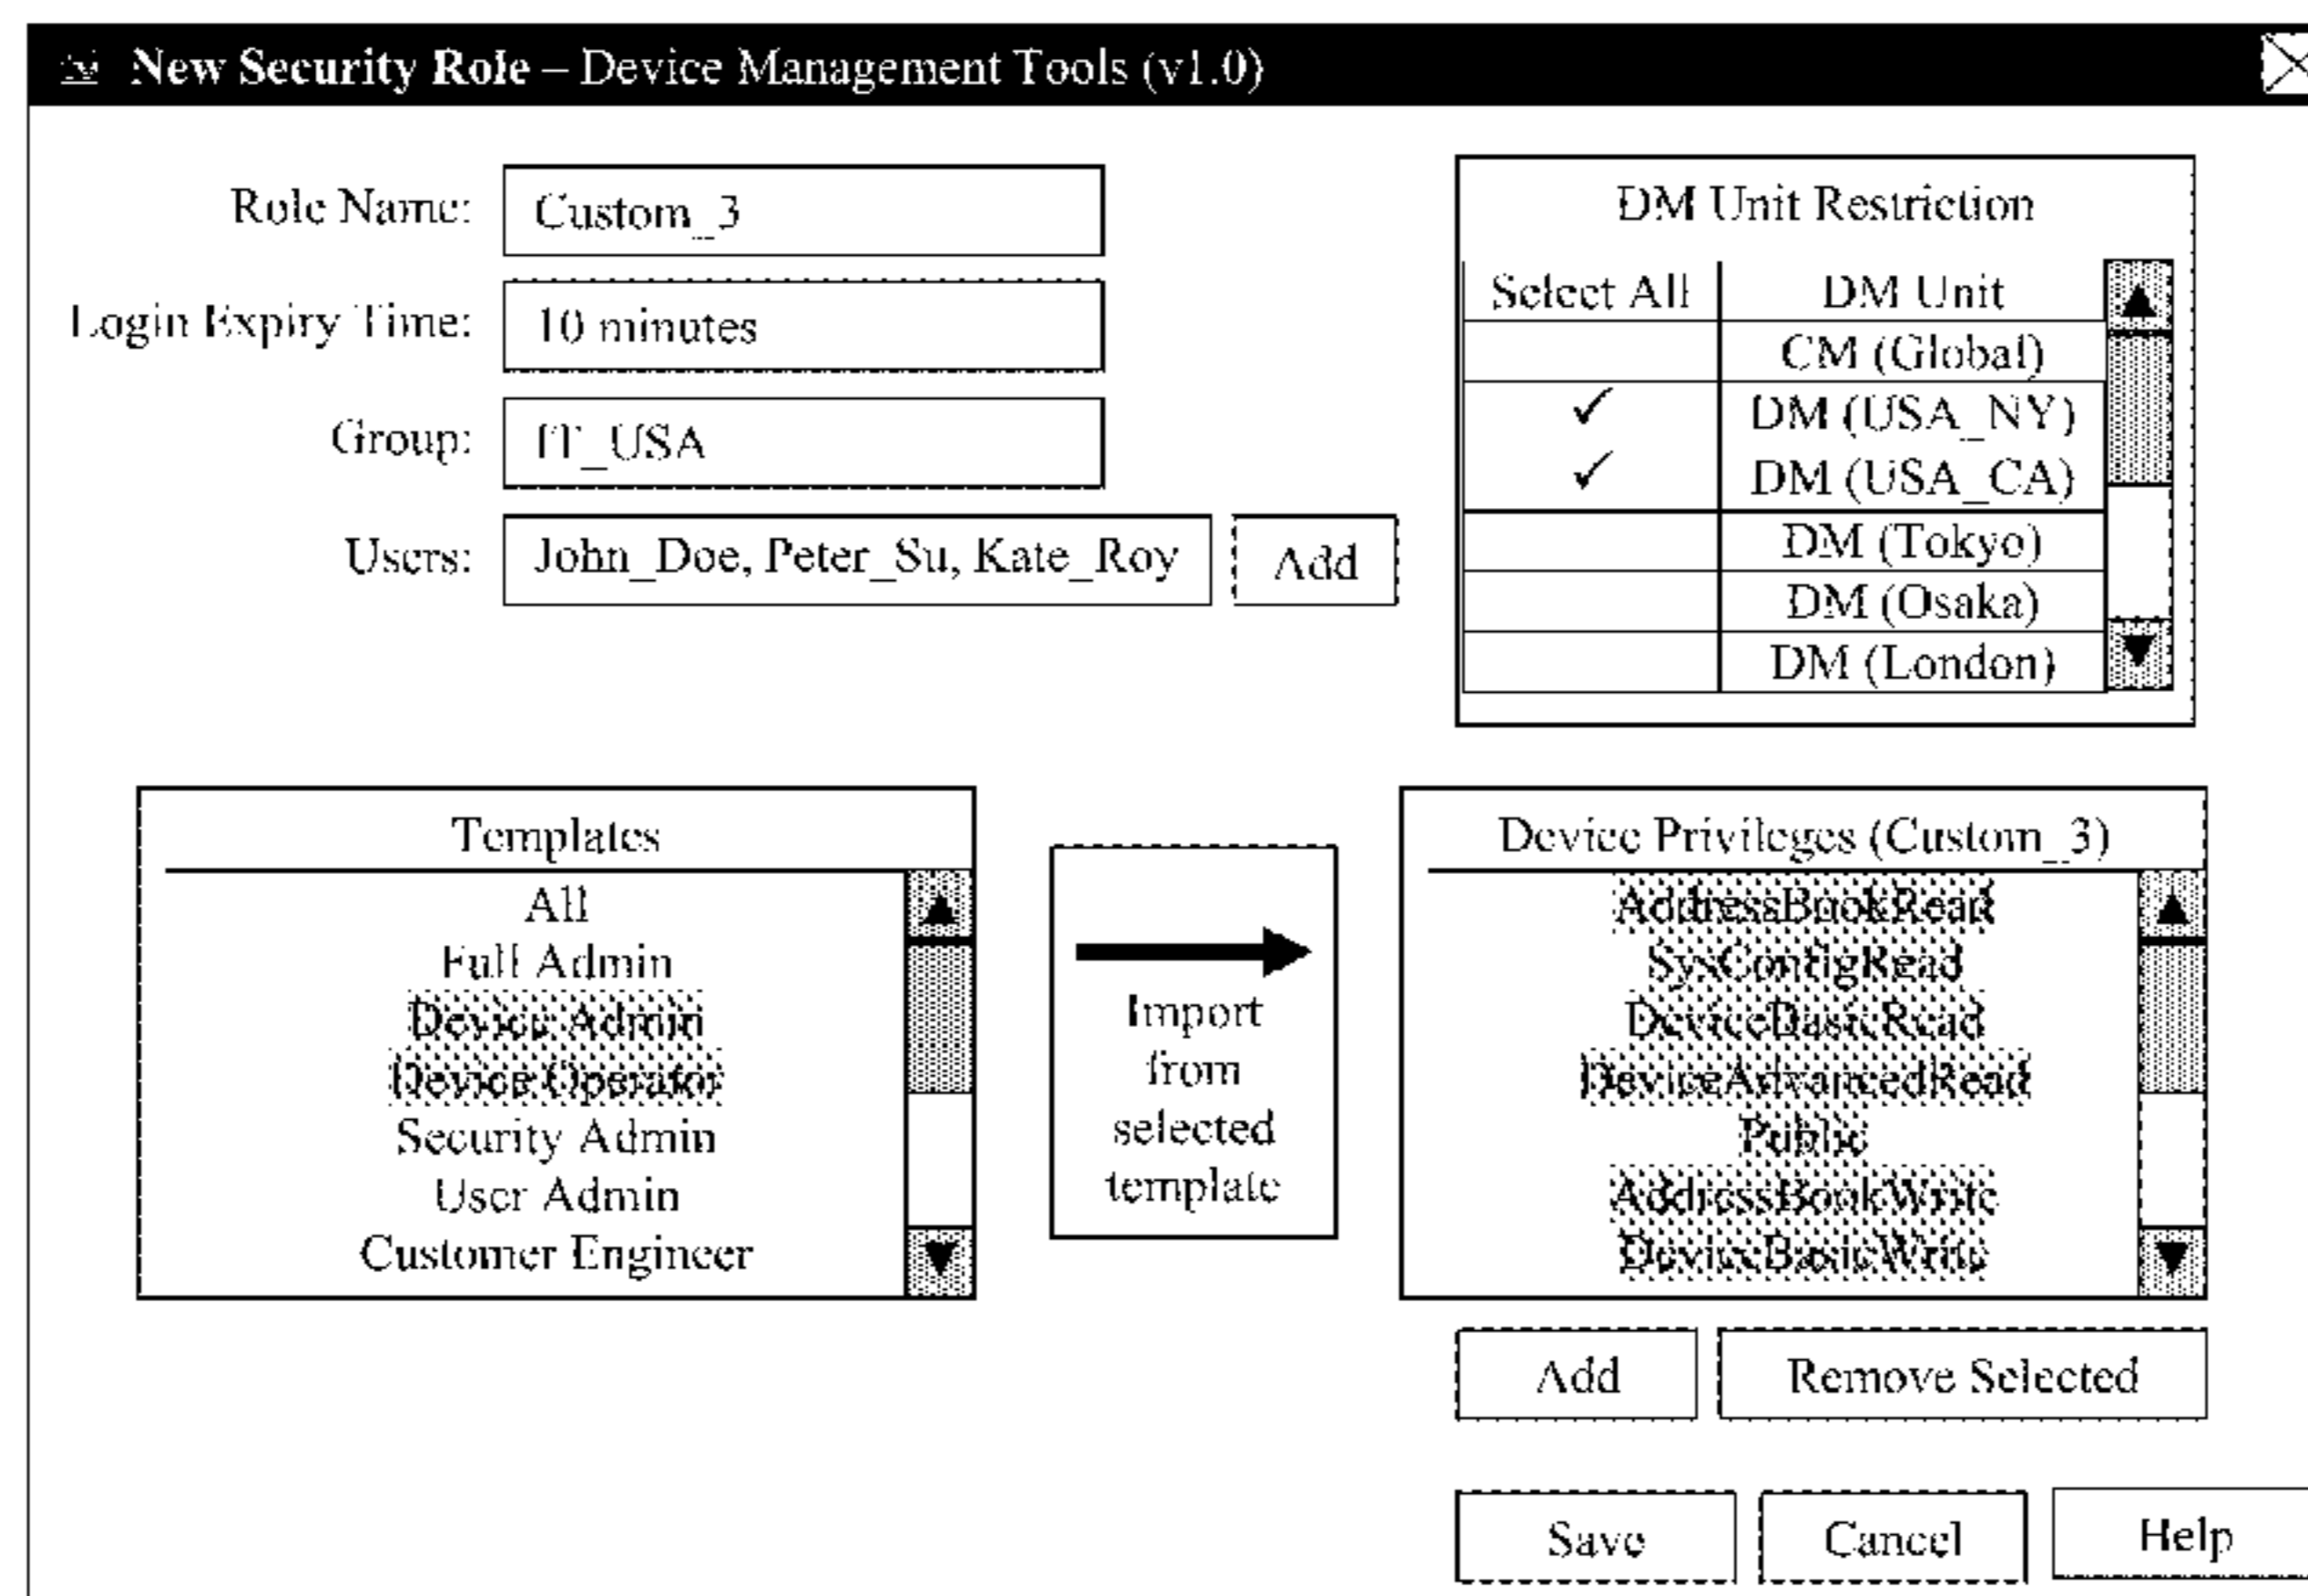 New Security Role – Device Management Tools (v1.0)
Role Name: Custom_3
Login Expiry Time: 10 minutes
Group: IT_USA
Users: John_Doe, Peter_Su, Kate_Roy Add
DM Unit Restriction
Select All DM Unit
CM (Global)
✓ DM (USA_NY)
✓ DM (USA_CA)
DM (Tokyo)
DM (Osaka)
DM (London)
Templates
All
Full Admin
Device Admin
Device Operator
Security Admin
User Admin
Customer Engineer
Import
from
selected
template
Device Privileges (Custom_3)
AddressBookRead
SysConfigRead
DeviceBasicRead
DeviceAdvancedRead
Public
AddressBookWrite
DeviceBasicWrite
Add Remove Selected
Save Cancel Help